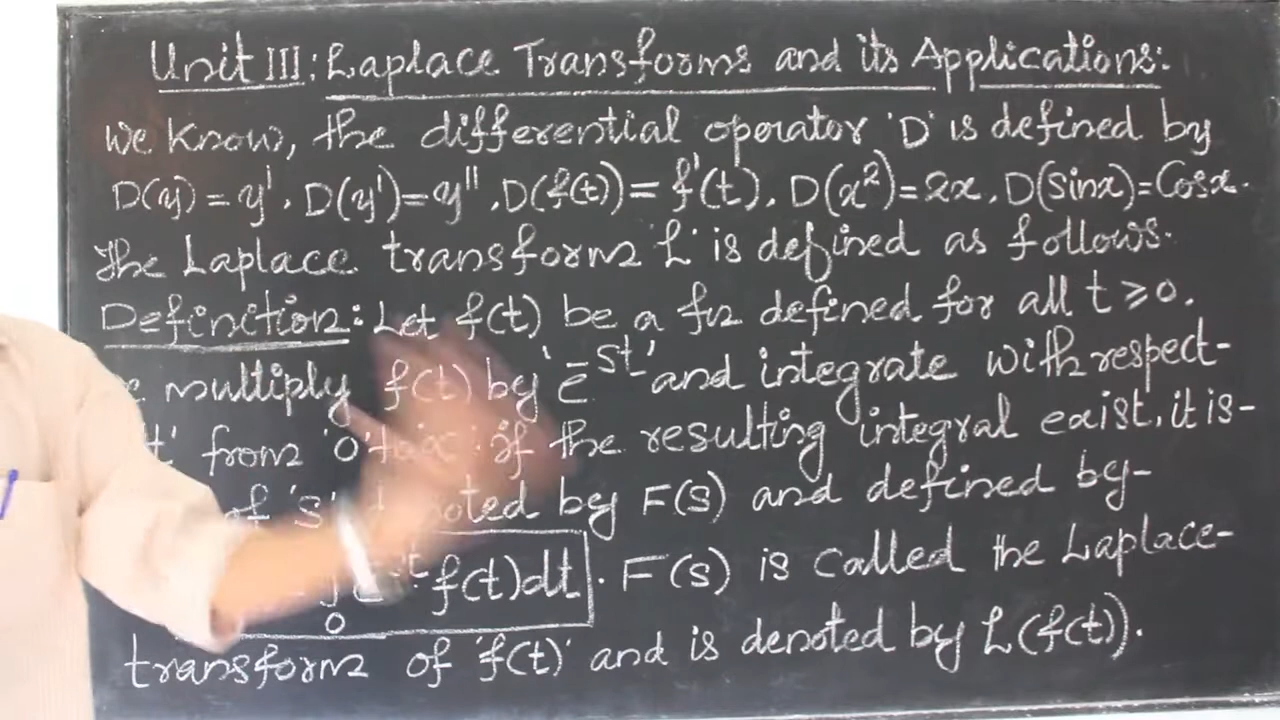 Unit III: Laplace Transforms and its Applications:
We know, the differential operator 'D' is defined by
D(y) = y', D(y') = y'', D(f(t)) = f'(t), D(x²) = 2x, D(sinx) = Cosx.
The Laplace transform 'L' is defined as follows.
Definition: Let f(t) be a fn defined for all t ≥ 0.
multiply f(t) by 'e^-st' and integrate with respect-
't' from '0' to if the resulting integral exist, it is-
of 's' denoted by F(s) and defined by-
∫ 0 f(t)dt. F(s) is called the Laplace-
transform of 'f(t)' and is denoted by L(f(t)).